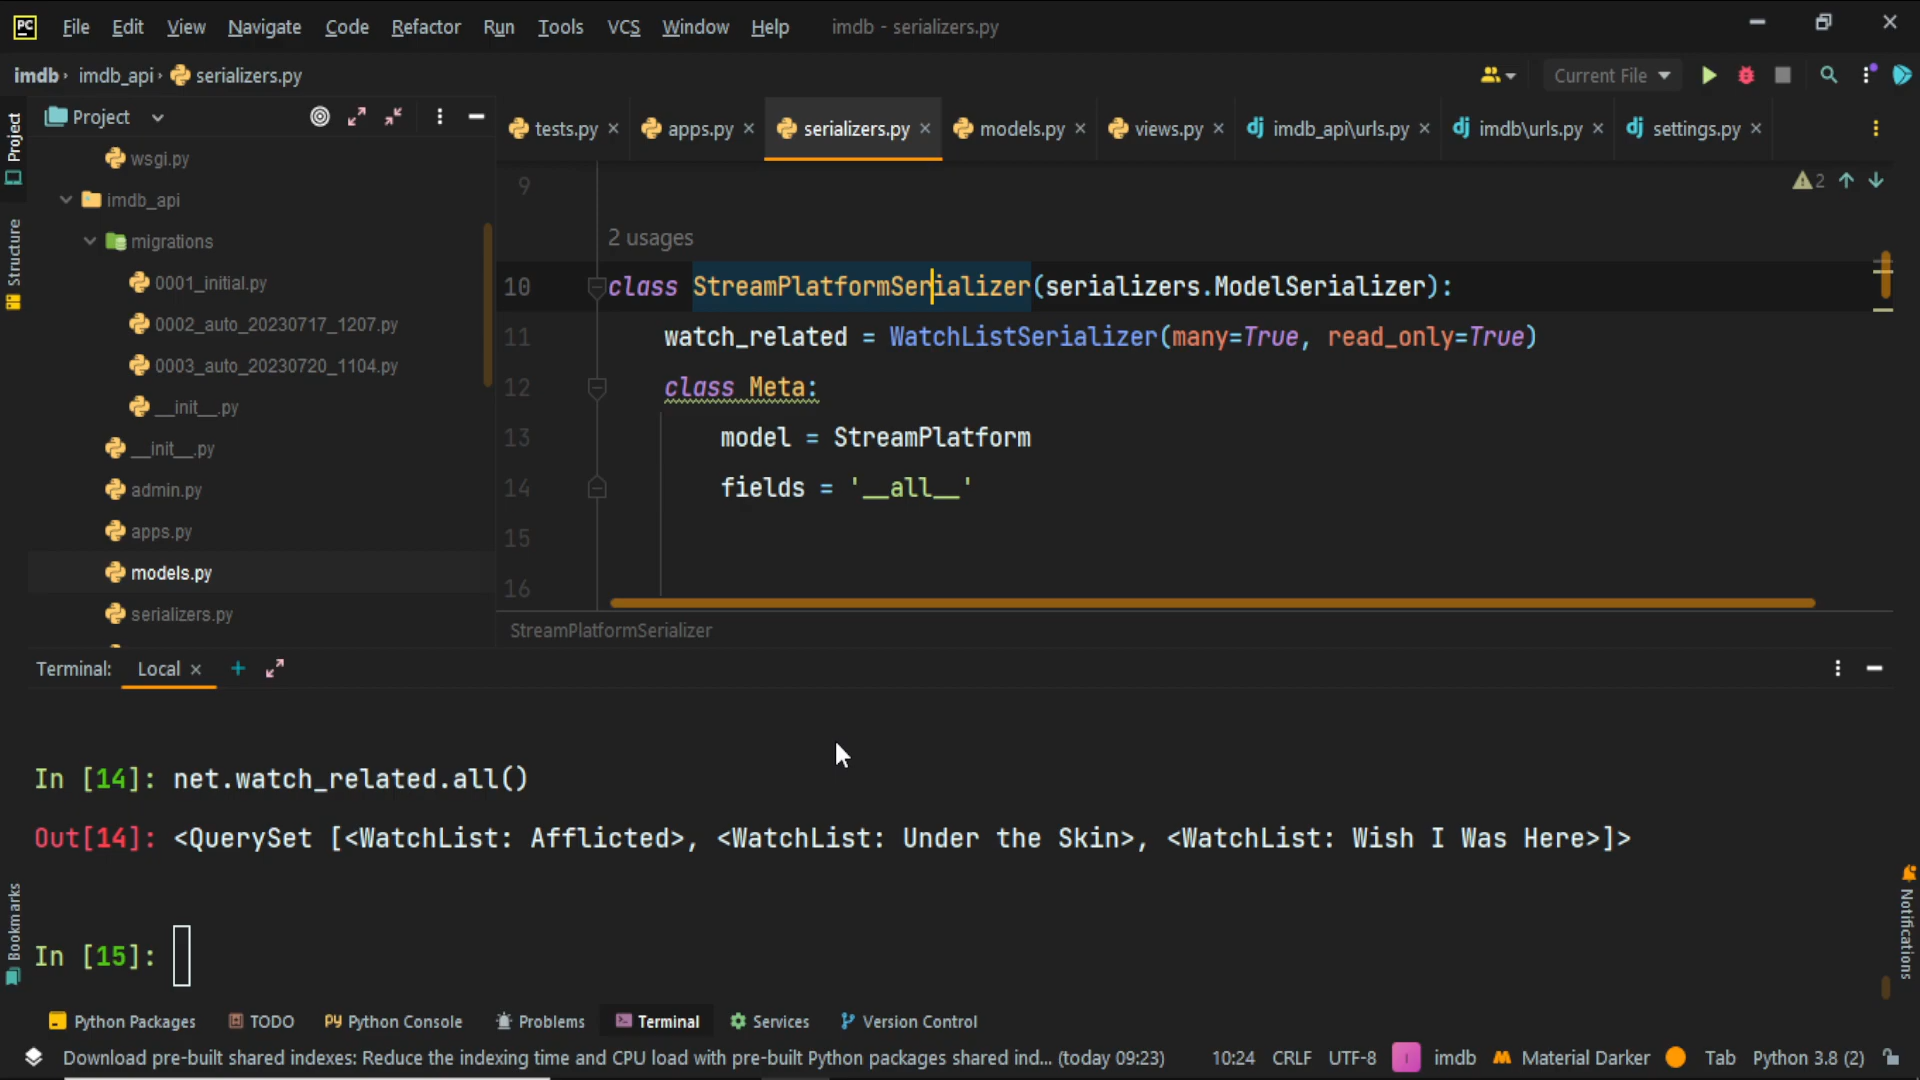 PC File Edit View Navigate Code Refactor Run Tools VCS Window Help imdb - serializers.py
imdb imdb_api serializers.py Current File
Project
Project
Structure
Bookmarks
Notifications
wsgi.py
imdb_api
migrations
0001_initial.py
0002_auto_20230717_1207.py
0003_auto_20230720_1104.py
__init__.py
__init__.py
admin.py
apps.py
models.py
serializers.py
tests.py apps.py serializers.py models.py views.py imdb_api\urls.py imdb\urls.py settings.py
2
9
2 usages
10 class StreamPlatformSerializer(serializers.ModelSerializer):
11 watch_related = WatchListSerializer(many=True, read_only=True)
12 class Meta:
13 model = StreamPlatform
14 fields = '__all__'
15
16
StreamPlatformSerializer
Terminal: Local
In [14]: net.watch_related.all()
Out[14]: <QuerySet [<WatchList: Afflicted>, <WatchList: Under the Skin>, <WatchList: Wish I Was Here>]>
In [15]:
Python Packages TODO Python Console Problems Terminal Services Version Control
Download pre-built shared indexes: Reduce the indexing time and CPU load with pre-built Python packages shared ind... (today 09:23) 10:24 CRLF UTF-8 imdb Material Darker Tab Python 3.8 (2)